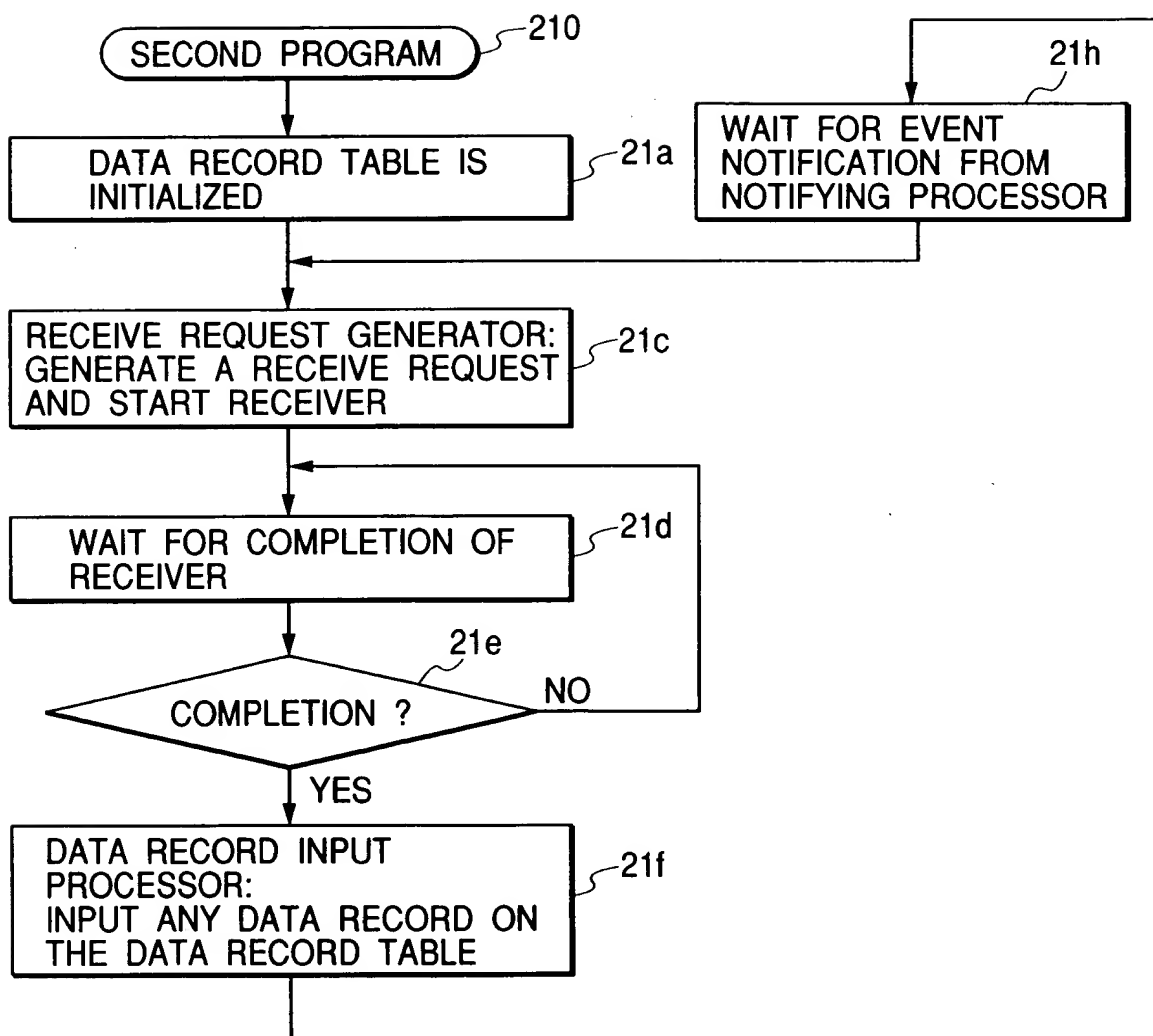 SECOND PROGRAM
210
21h
DATA RECORD TABLE IS
INITIALIZED
21a
WAIT FOR EVENT
NOTIFICATION FROM
NOTIFYING PROCESSOR
RECEIVE REQUEST GENERATOR:
GENERATE A RECEIVE REQUEST
AND START RECEIVER
21c
WAIT FOR COMPLETION OF
RECEIVER
21d
21e
COMPLETION ?
NO
YES
DATA RECORD INPUT
PROCESSOR:
INPUT ANY DATA RECORD ON
THE DATA RECORD TABLE
21f